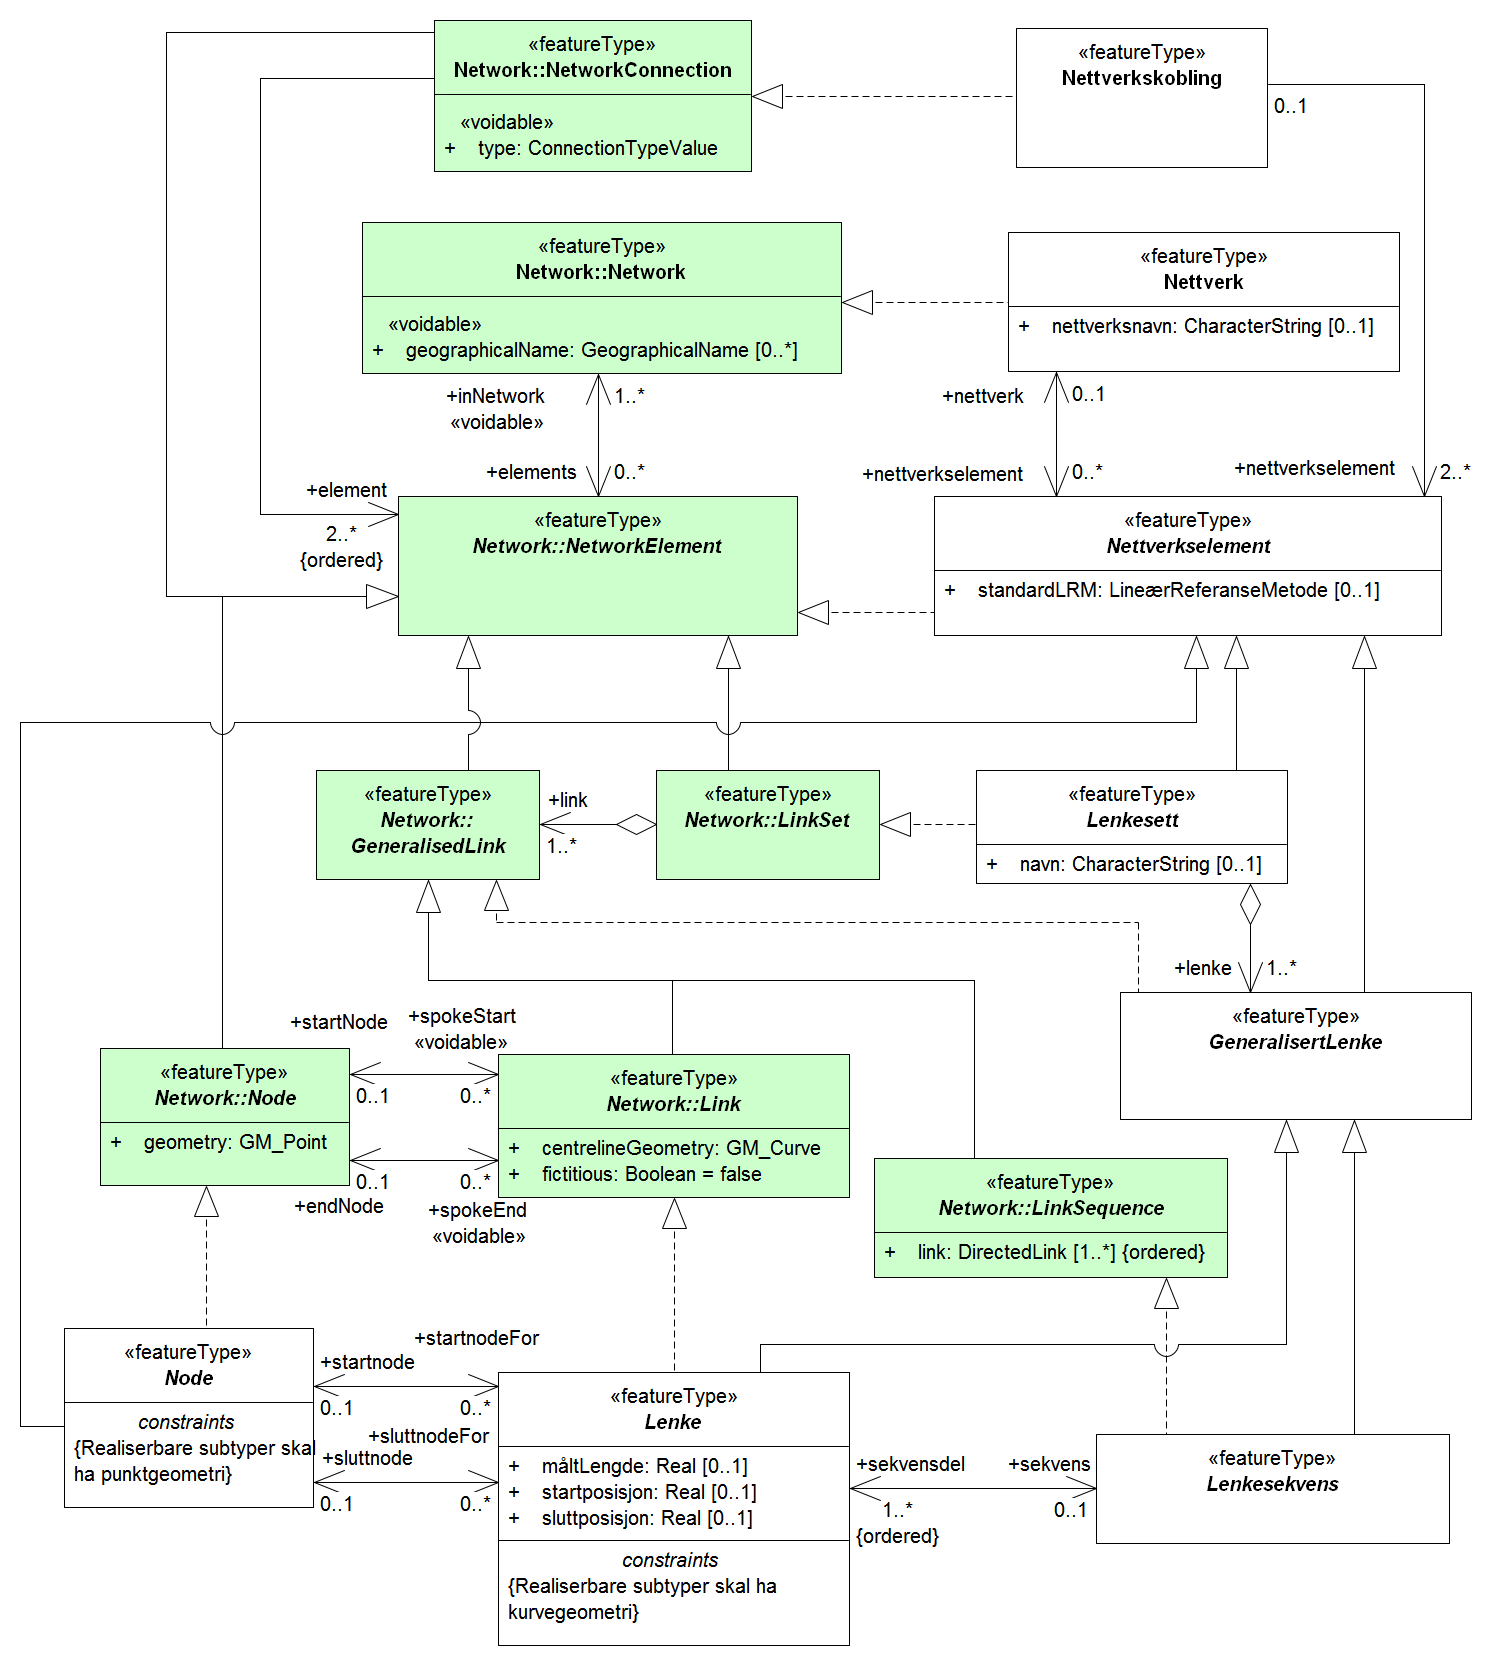 «featureType»
Network::NetworkConnection
«voidable»
+ type: ConnectionTypeValue
«featureType»
Nettverkskobling
0..1
«featureType»
Network::Network
«voidable»
+ geographicalName: GeographicalName [0..*]
«featureType»
Nettverk
+ nettverksnavn: CharacterString [0..1]
+inNetwork
«voidable»
1..*
+nettverk
0..1
+elements
0..*
+nettverkselement
0..*
+nettverkselement
2..*
+element
2..*
{ordered}
«featureType»
Network::NetworkElement
«featureType»
Nettverkselement
+ standardLRM: LineærReferanseMetode [0..1]
«featureType»
Network::
GeneralisedLink
+link
1..*
«featureType»
Network::LinkSet
«featureType»
Lenkesett
+ navn: CharacterString [0..1]
+lenke
1..*
«featureType»
GeneralisertLenke
+startNode
+spokeStart
«voidable»
0..1
0..*
«featureType»
Network::Node
+ geometry: GM_Point
0..1
0..*
+endNode
+spokeEnd
«voidable»
«featureType»
Network::Link
+ centrelineGeometry: GM_Curve
+ fictitious: Boolean = false
«featureType»
Network::LinkSequence
+ link: DirectedLink [1..*] {ordered}
«featureType»
Node
constraints
{Realiserbare subtyper skal
ha punktgeometri}
+startnodeFor
+startnode
0..1
0..*
+sluttnodeFor
+sluttnode
0..1
0..*
«featureType»
Lenke
+ måltLengde: Real [0..1]
+ startposisjon: Real [0..1]
+ sluttposisjon: Real [0..1]
constraints
{Realiserbare subtyper skal ha
kurvegeometri}
+sekvensdel
+sekvens
1..*
{ordered}
0..1
«featureType»
Lenkesekvens